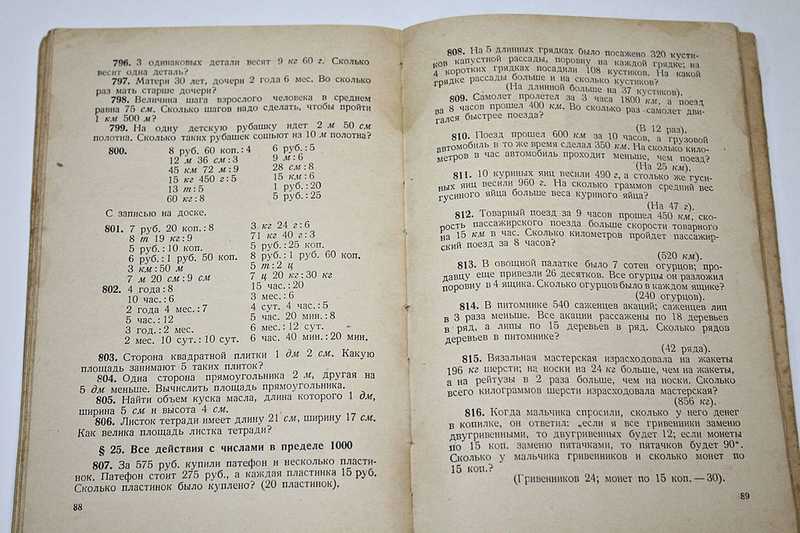 796. 3 одинаковых детали весят 9 кг 60 г. Сколько
весит одна деталь?
797. Матери 30 лет, дочери 2 года 6 мес. Во сколько
раз мать старше дочери?
798. Величина шага взрослого человека в среднем
равна 75 см. Сколько шагов надо сделать, чтобы пройти
1 км 500 м?
799. На одну детскую рубашку идет 2 м 50 см
полотна. Сколько таких рубашек сошьют из 10 м полотна?
800. 8 руб. 60 коп.:4 6 руб.:5
12 м 36 см:3 9 м:6
45 км 72 м:9 28 см:8
15 кг 450 г:5 15 км:6
13 т:5 1 руб.:20
60 кг:8 5 руб.:25
С записью на доске.
801. 7 руб. 20 коп.:8 3 кг 24 г:6
8 т 19 кг:9 71 кг 40 г:3
5 руб.:10 коп. 5 руб.:25 коп.
6 руб.:1 руб. 50 коп. 8 руб.:1 руб. 60 коп.
3 км:50 м 5 т:2 ц
7 м 20 см:9 см 7 ц 20 кг:30 кг
802. 4 года:8 15 час.:20
10 час.:6 3 мес.:6
2 года 4 мес.:7 4 сут. 4 час.:5
5 час.:12 5 час. 20 мин.:8
3 год.:2 мес. 6 мес.:12 сут.
2 мес. 10 сут.:10 сут. 6 час. 40 мин.:20 мин.
803. Сторона квадратной плитки 1 дм 2 см. Какую
площадь занимают 5 таких плиток?
804. Одна сторона прямоугольника 2 м, другая на
5 дм меньше. Вычислить площадь прямоугольника.
805. Найти объем куска масла, длина которого 1 дм,
ширина 5 см и высота 4 см.
806. Листок тетради имеет длину 21 см, ширину 17 см.
Как велика площадь листка тетради?
§ 25. Все действия с числами в пределе 1000
807. За 575 руб. купили патефон и несколько пласти-
нок. Патефон стоит 275 руб., а каждая пластинка 15 руб.
Сколько пластинок было куплено? (20 пластинок).
88
808. На 5 длинных грядках было посажено 320 кусти-
ков капустной рассады, поровну на каждой грядке; на
4 коротких грядках посадили 108 кустиков. На какой
грядке рассады больше и на сколько кустиков?
(На длинной больше на 37 кустиков).
809. Самолет пролетел за 3 часа 1800 км, а поезд
за 8 часов прошел 400 км. Во сколько раз самолет дви-
гался быстрее поезда?
(В 12 раз).
810. Поезд прошел 600 км за 10 часов, а грузовой
автомобиль в то же время сделал 350 км. На сколько кило-
метров в час автомобиль проходит меньше, чем поезд?
(На 25 км).
811. 10 куриных яиц весили 490 г, а столько же гуси-
ных яиц весили 960 г. На сколько граммов средний вес
гусиного яйца больше веса куриного яйца?
(На 47 г).
812. Товарный поезд за 9 часов прошел 450 км, ско-
рость пассажирского поезда больше скорости товарного
на 15 км в час. Сколько километров пройдет пассажир-
ский поезд за 8 часов?
(520 км).
813. В овощной палатке было 7 сотен огурцов; про-
давцу еще привезли 26 десятков. Все огурцы он разложил
поровну в 4 ящика. Сколько огурцов было в каждом ящике?
(240 огурцов).
814. В питомнике 540 саженцев акаций; саженцев лип
в 3 раза меньше. Все акации рассажены по 18 деревьев
в ряд, а липы по 15 деревьев в ряд. Сколько рядов
деревьев в питомнике?
(42 ряда).
815. Вязальная мастерская израсходовала на жакеты
196 кг шерсти; на носки на 24 кг больше, чем на жакеты,
а на рейтузы в 2 раза больше, чем на носки. Сколько
всего килограммов шерсти израсходовала мастерская?
(856 кг).
816. Когда мальчика спросили, сколько у него денег
в копилке, он ответил: „если я все гривенники заменю
двугривенными, то двугривенных будет 12; если монеты
по 15 коп. заменю пятачками, то пятачков будет 90“.
Сколько у мальчика гривенников и сколько монет по
15 коп.?
(Гривенников 24; монет по 15 коп. — 30).
89